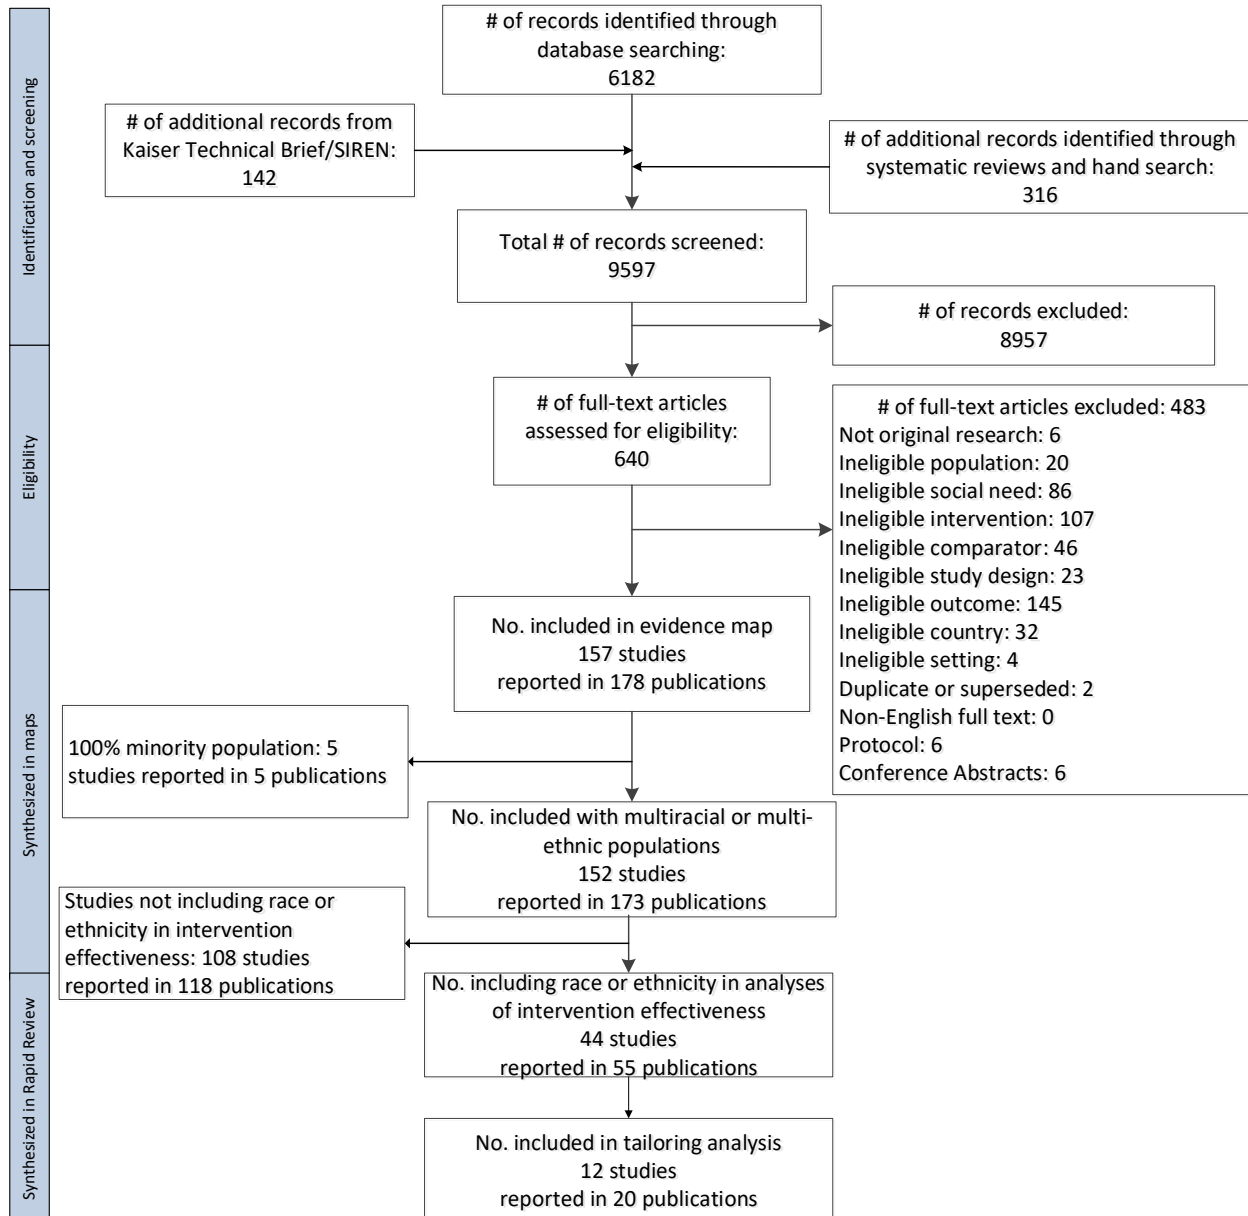 # of records identified through
database searching:
6182
# of additional records from
Kaiser Technical Brief/SIREN:
142
# of additional records identified through
systematic reviews and hand search:
316
Identification and screening
Total # of records screened:
9597
# of records excluded:
8957
Eligibility
# of full-text articles
assessed for eligibility:
640
# of full-text articles excluded: 483
Not original research: 6
Ineligible population: 20
Ineligible social need: 86
Ineligible intervention: 107
Ineligible comparator: 46
Ineligible study design: 23
Ineligible outcome: 145
Ineligible country: 32
Ineligible setting: 4
Duplicate or superseded: 2
Non-English full text: 0
Protocol: 6
Conference Abstracts: 6
Synthesized in maps
No. included in evidence map
157 studies
reported in 178 publications
100% minority population: 5
studies reported in 5 publications
No. included with multiracial or multi-
ethnic populations
152 studies
reported in 173 publications
Studies not including race or
ethnicity in intervention
effectiveness: 108 studies
reported in 118 publications
Synthesized in Rapid Review
No. including race or ethnicity in analyses
of intervention effectiveness
44 studies
reported in 55 publications
No. included in tailoring analysis
12 studies
reported in 20 publications